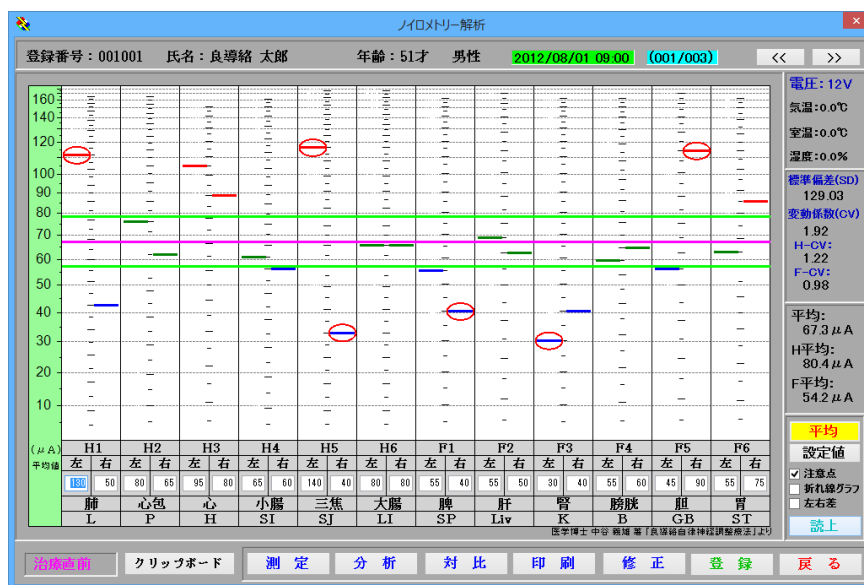 ノイロメトリー解析
登録番号：001001 氏名：良導絡 太郎 年齢：51才 男性 2012/08/01 09:00 (001/003) << >>
160
140
120
100
90
80
70
60
50
40
30
20
10
(μA) H1 H2 H3 H4 H5 H6 F1 F2 F3 F4 F5 F6
平均値 左 右 左 右 左 右 左 右 左 右 左 右 左 右 左 右 左 右 左 右 左 右 左 右
130 50 80 65 95 80 65 60 140 40 80 80 55 40 55 50 30 40 55 60 45 90 55 75
肺 心包 心 小腸 三焦 大腸 脾 肝 腎 膀胱 胆 胃
L P H SI SJ LI SP Liv K B GB ST
医学博士 中谷 義雄 著「良導絡自律神経調整療法」より
電圧：12V
気温：0.0℃
室温：0.0℃
湿度：0.0%
標準偏差(SD)
129.03
変動係数(CV)
1.92
H-CV：
1.22
F-CV：
0.98
平均：
67.3μA
H平均：
80.4μA
F平均：
54.2μA
平均
設定値
注意点
折れ線グラフ
左右差
読上
治療直前 クリップボード 測 定 分 析 対 比 印 刷 修 正 登 録 戻 る